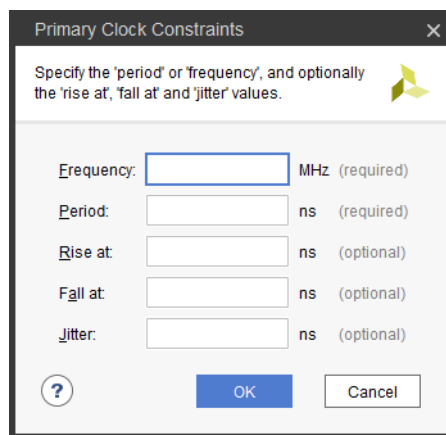 Primary Clock Constraints
Specify the 'period' or 'frequency', and optionally
the 'rise at', 'fall at' and 'jitter' values.
Frequency: MHz (required)
Period: ns (required)
Rise at: ns (optional)
Fall at: ns (optional)
Jitter: ns (optional)
? OK Cancel